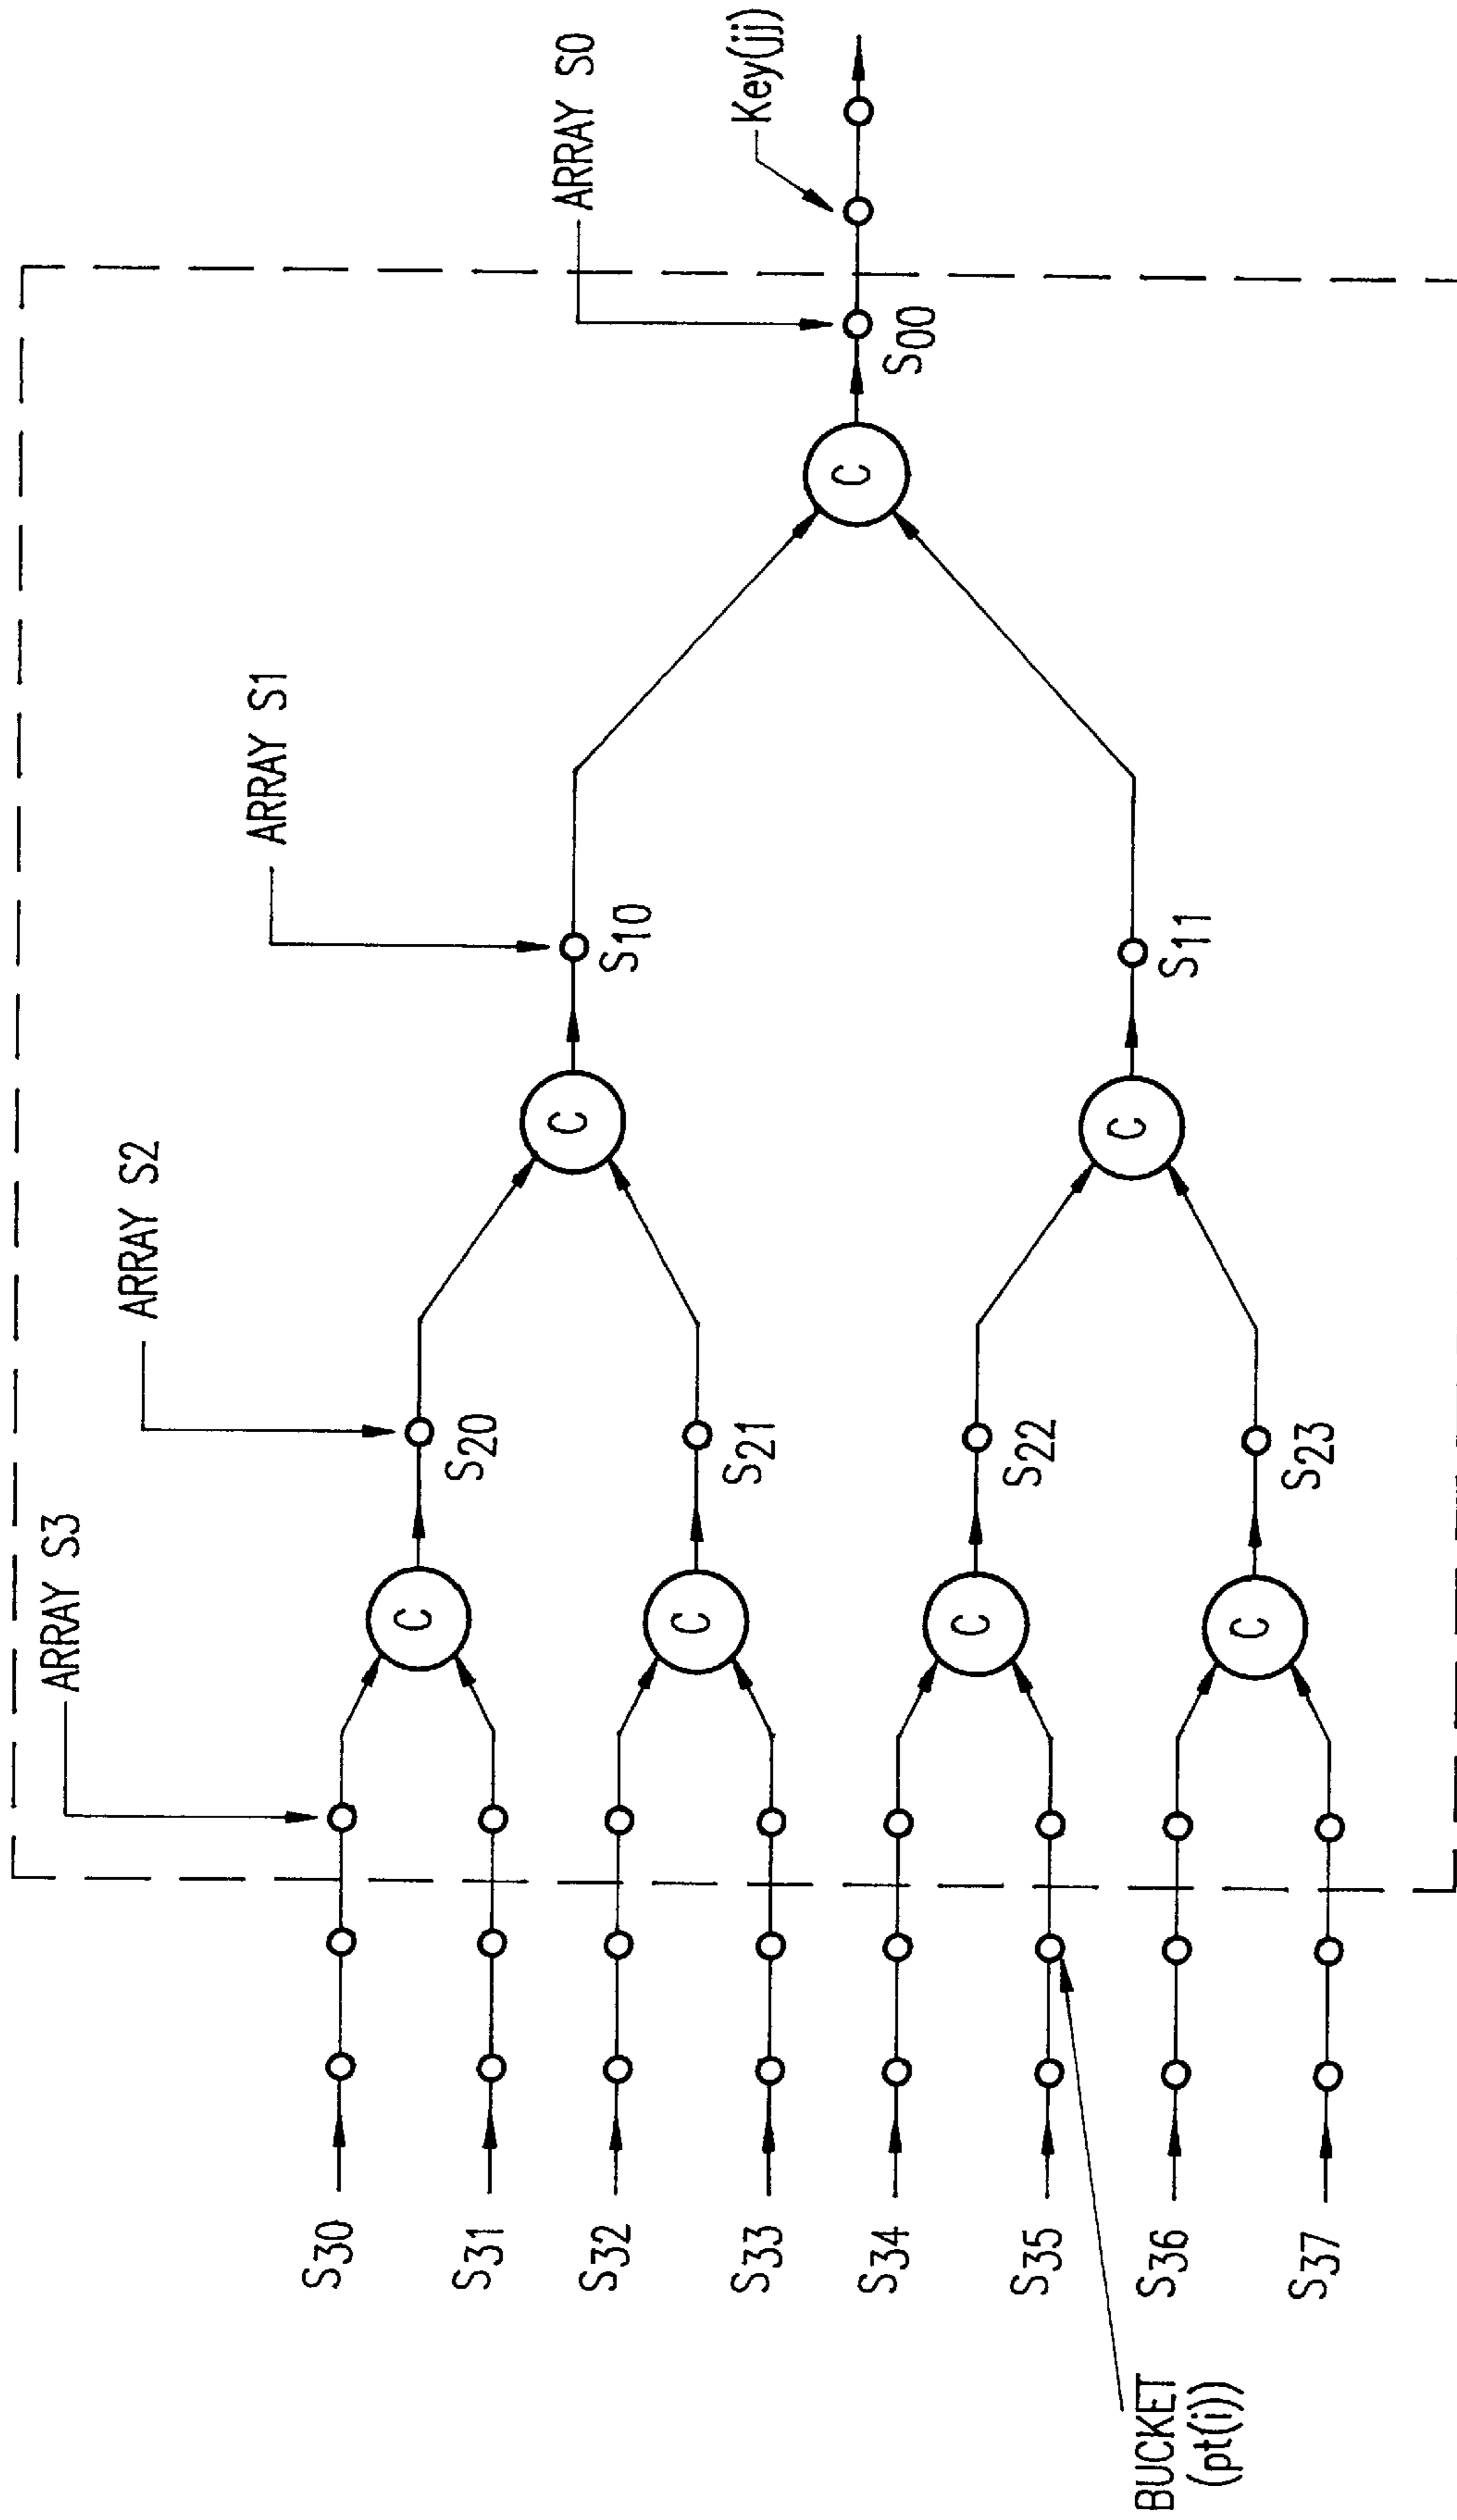 ARRAY S3
ARRAY S2
ARRAY S1
ARRAY S0
Key(jj)
S30
S31
S32
S33
S34
S35
S36
S37
C
C
C
C
S20
S21
S22
S23
C
C
S10
S11
C
S00
BUCKET
(pt(i))